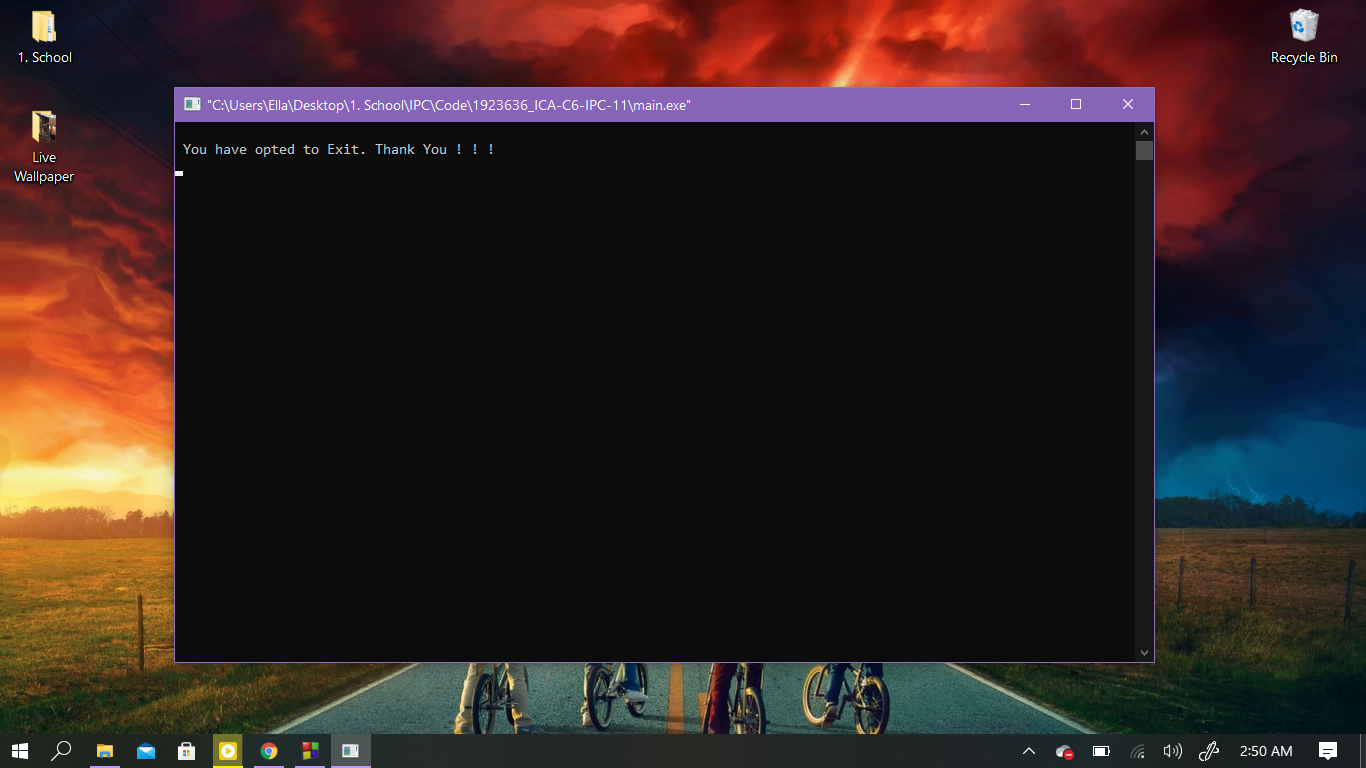 1. School
Recycle Bin
"C:\Users\Ella\Desktop\1. School\IPC\Code\1923636_ICA-C6-IPC-11\main.exe"
You have opted to Exit. Thank You ! ! !
Live
Wallpaper
2:50 AM